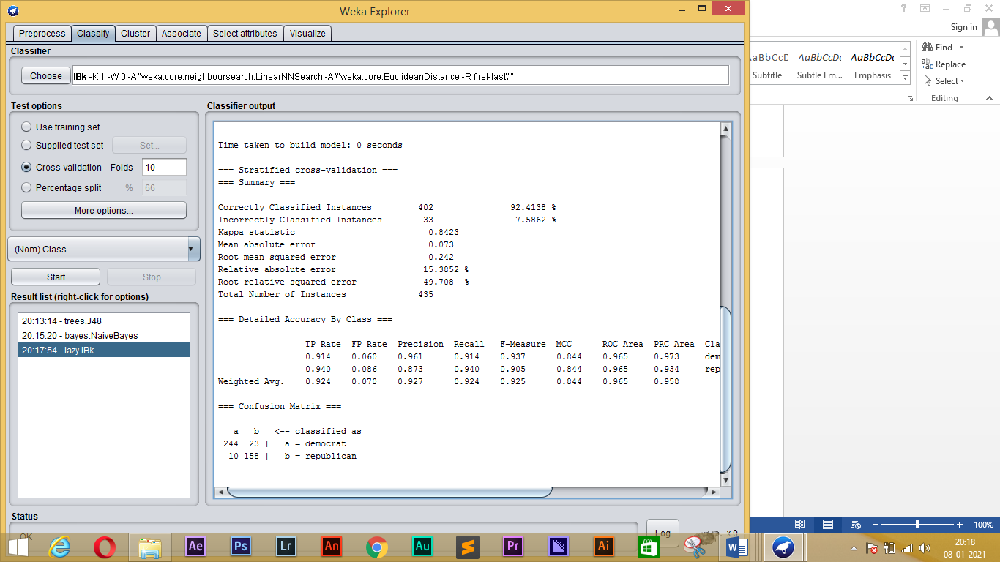 Weka Explorer
Preprocess Classify Cluster Associate Select attributes Visualize
Classifier
Choose IBk -K 1 -W 0 -A "weka.core.neighboursearch.LinearNNSearch -A \"weka.core.EuclideanDistance -R first-last\""
Test options
Use training set
Supplied test set Set...
Cross-validation Folds 10
Percentage split % 66
More options...
(Nom) Class
Start Stop
Result list (right-click for options)
20:13:14 - trees.J48
20:15:20 - bayes.NaiveBayes
20:17:54 - lazy.IBk
Classifier output
Time taken to build model: 0 seconds
=== Stratified cross-validation ===
=== Summary ===
Correctly Classified Instances 402 92.4138 %
Incorrectly Classified Instances 33 7.5862 %
Kappa statistic 0.8423
Mean absolute error 0.073
Root mean squared error 0.242
Relative absolute error 15.3852 %
Root relative squared error 49.708 %
Total Number of Instances 435
=== Detailed Accuracy By Class ===
TP Rate FP Rate Precision Recall F-Measure MCC ROC Area PRC Area Cla
0.914 0.060 0.961 0.914 0.937 0.844 0.965 0.973 dem
0.940 0.086 0.873 0.940 0.905 0.844 0.965 0.934 rep
Weighted Avg. 0.924 0.070 0.927 0.924 0.925 0.844 0.965 0.958
=== Confusion Matrix ===
a b <-- classified as
244 23 | a = democrat
10 158 | b = republican
Status
OK
Log
x 0
? 
Sign in
AaBbCcD AaBbCcDc AaBbCcDc
Subtitle Subtle Em... Emphasis
Find
Replace
Select
Editing
100%
Ae Ps Lr An Au Pr Ai W
20:18
08-01-2021